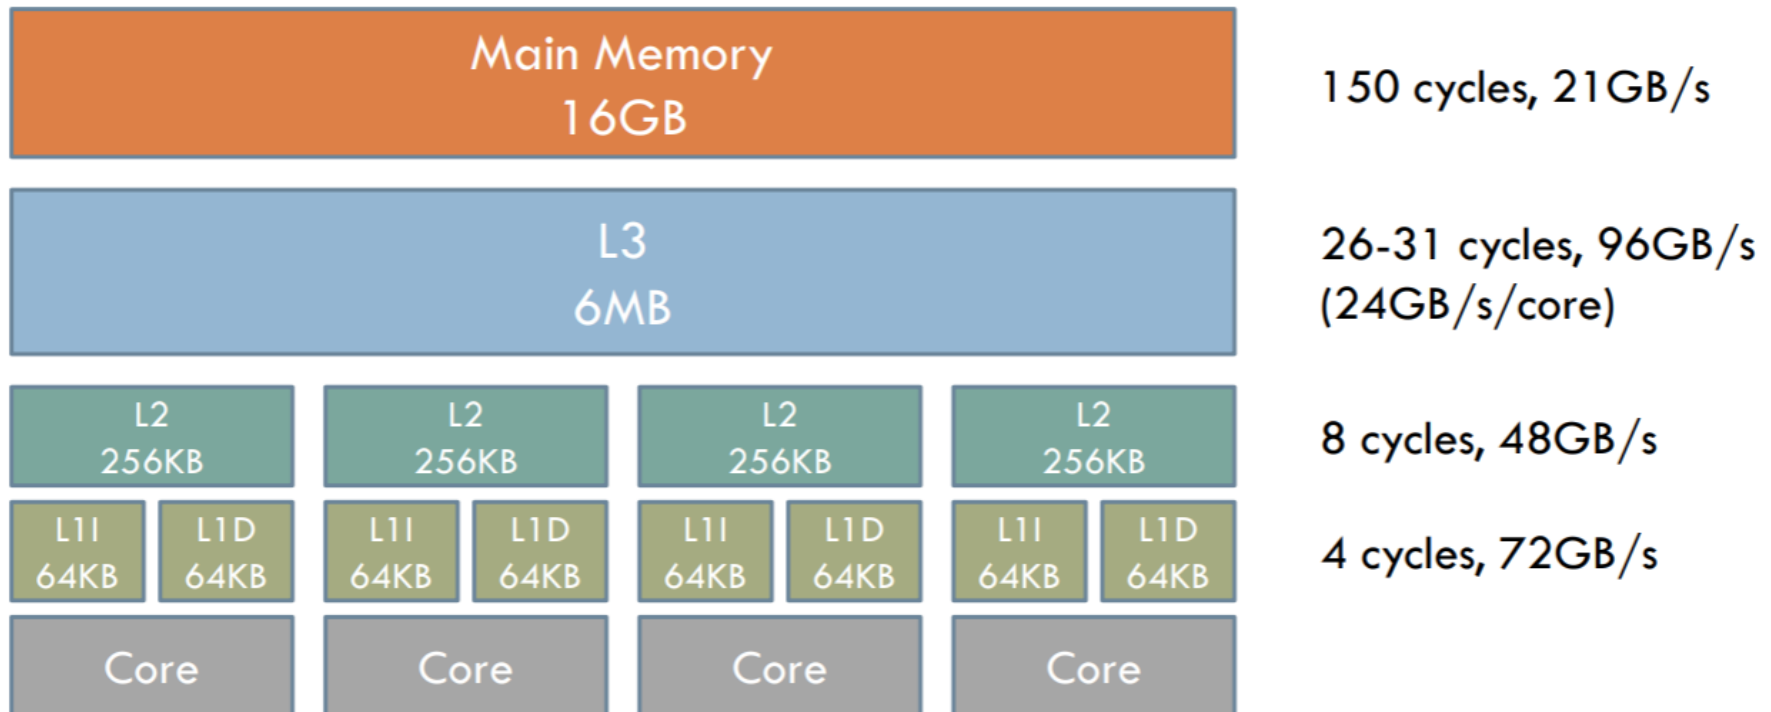 Main Memory
16GB
150 cycles, 21GB/s
L3
6MB
26-31 cycles, 96GB/s
(24GB/s/core)
L2
256KB
L2
256KB
L2
256KB
L2
256KB
8 cycles, 48GB/s
L1I
64KB
L1D
64KB
L1I
64KB
L1D
64KB
L1I
64KB
L1D
64KB
L1I
64KB
L1D
64KB
4 cycles, 72GB/s
Core
Core
Core
Core